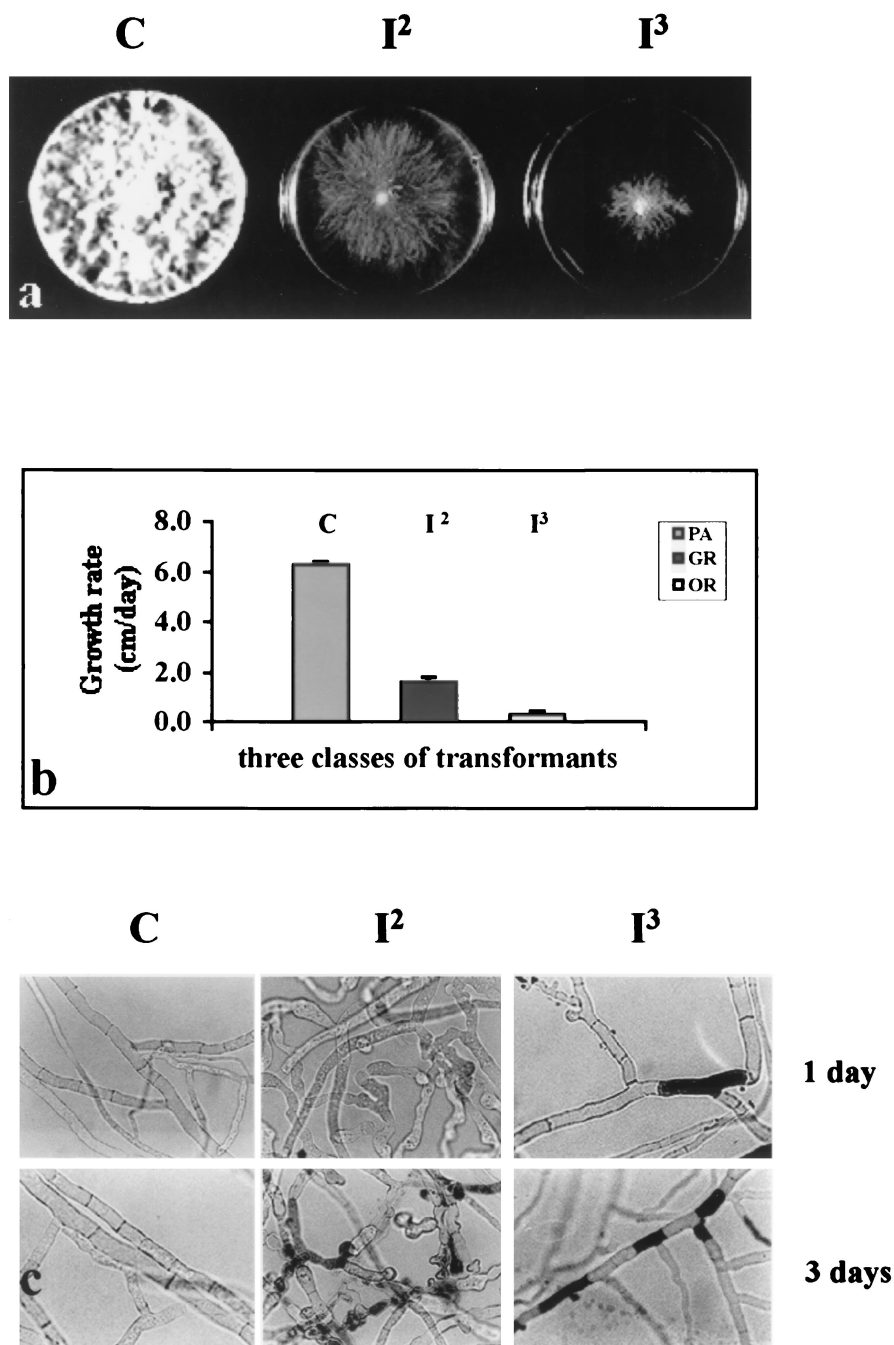 C I² I³
a
8.0
6.0
4.0
2.0
0.0
Growth rate
(cm/day)
C I² I³
PA
GR
OR
three classes of transformants
b
C I² I³
1 day
c
3 days